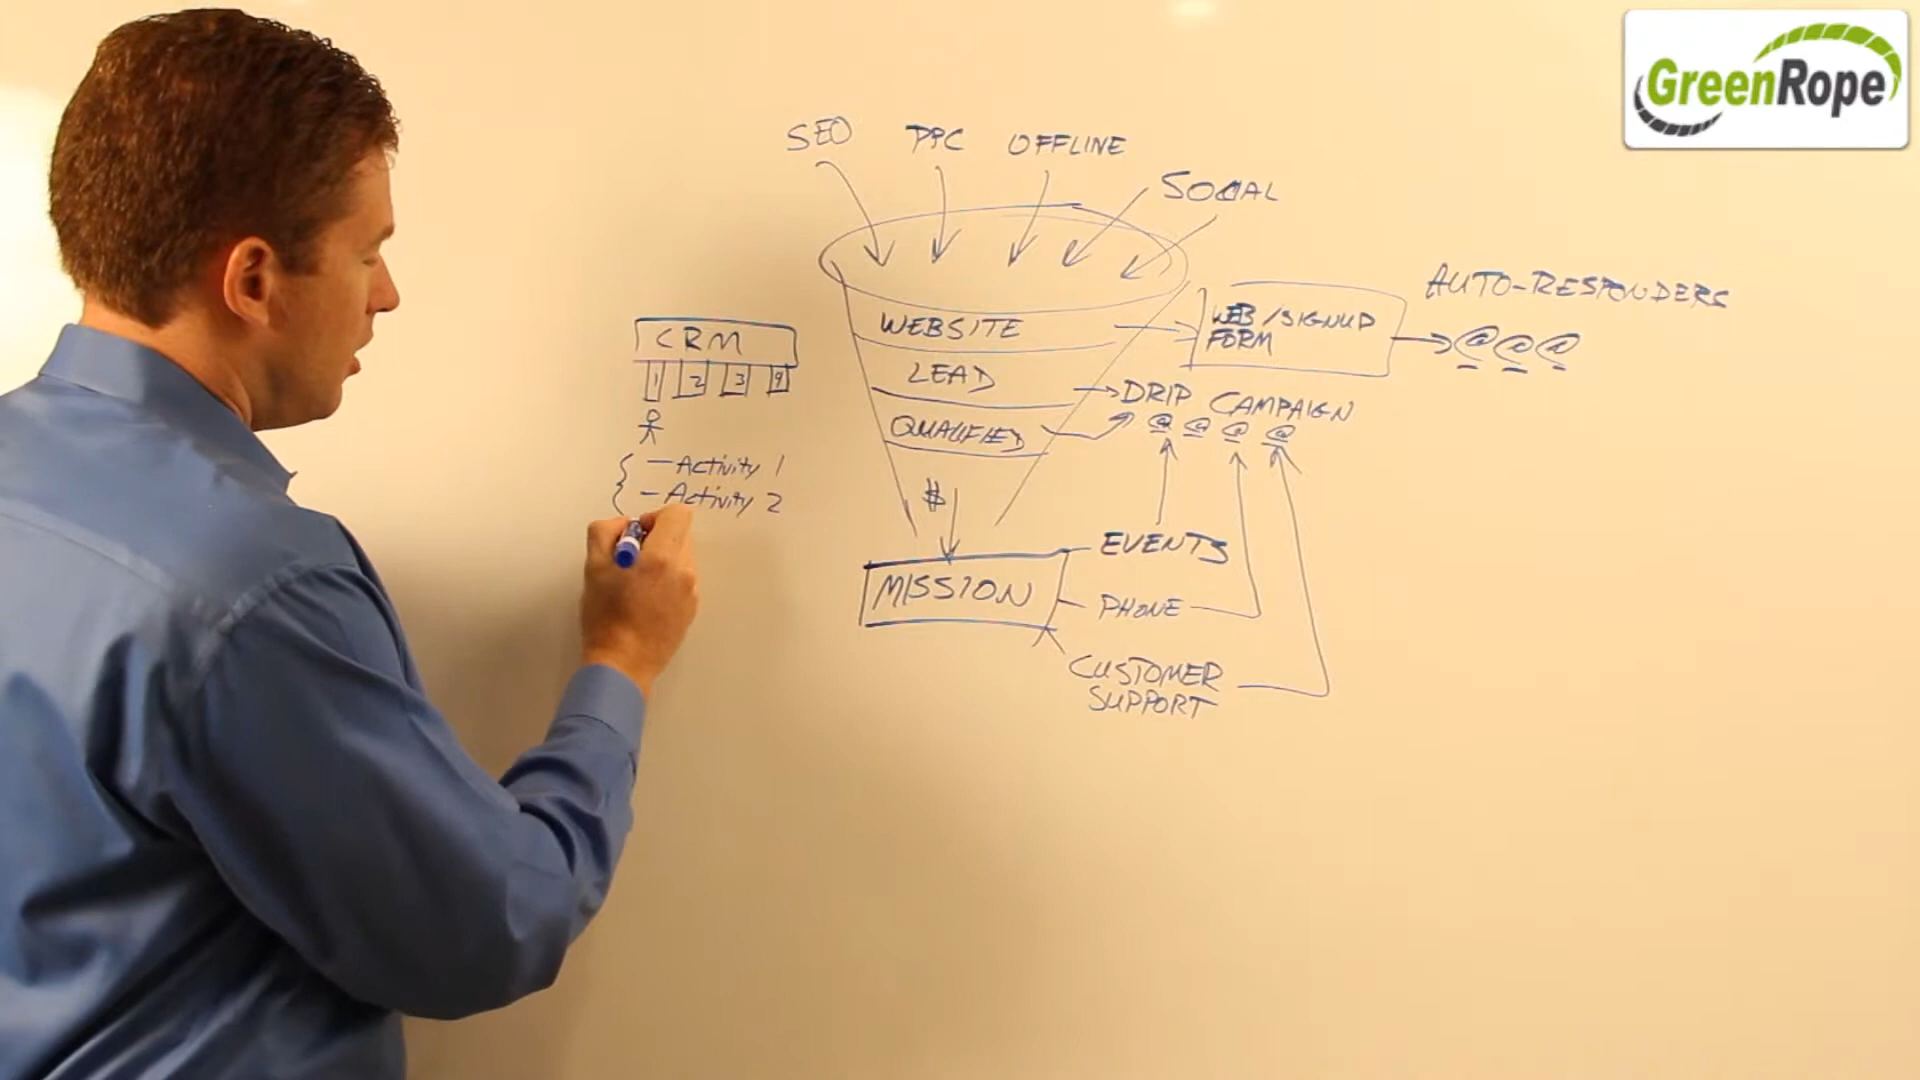 GreenRope
SEO
PPC
OFFLINE
SOCIAL
WEBSITE
LEAD
QUALIFIED
$
MISSION
WEB/SIGNUP
FORM
AUTO-RESPONDERS
@ @ @
DRIP CAMPAIGN
@ @ @ @
EVENTS
PHONE
CUSTOMER
SUPPORT
CRM
1 2 3 9
- Activity 1
- Activity 2